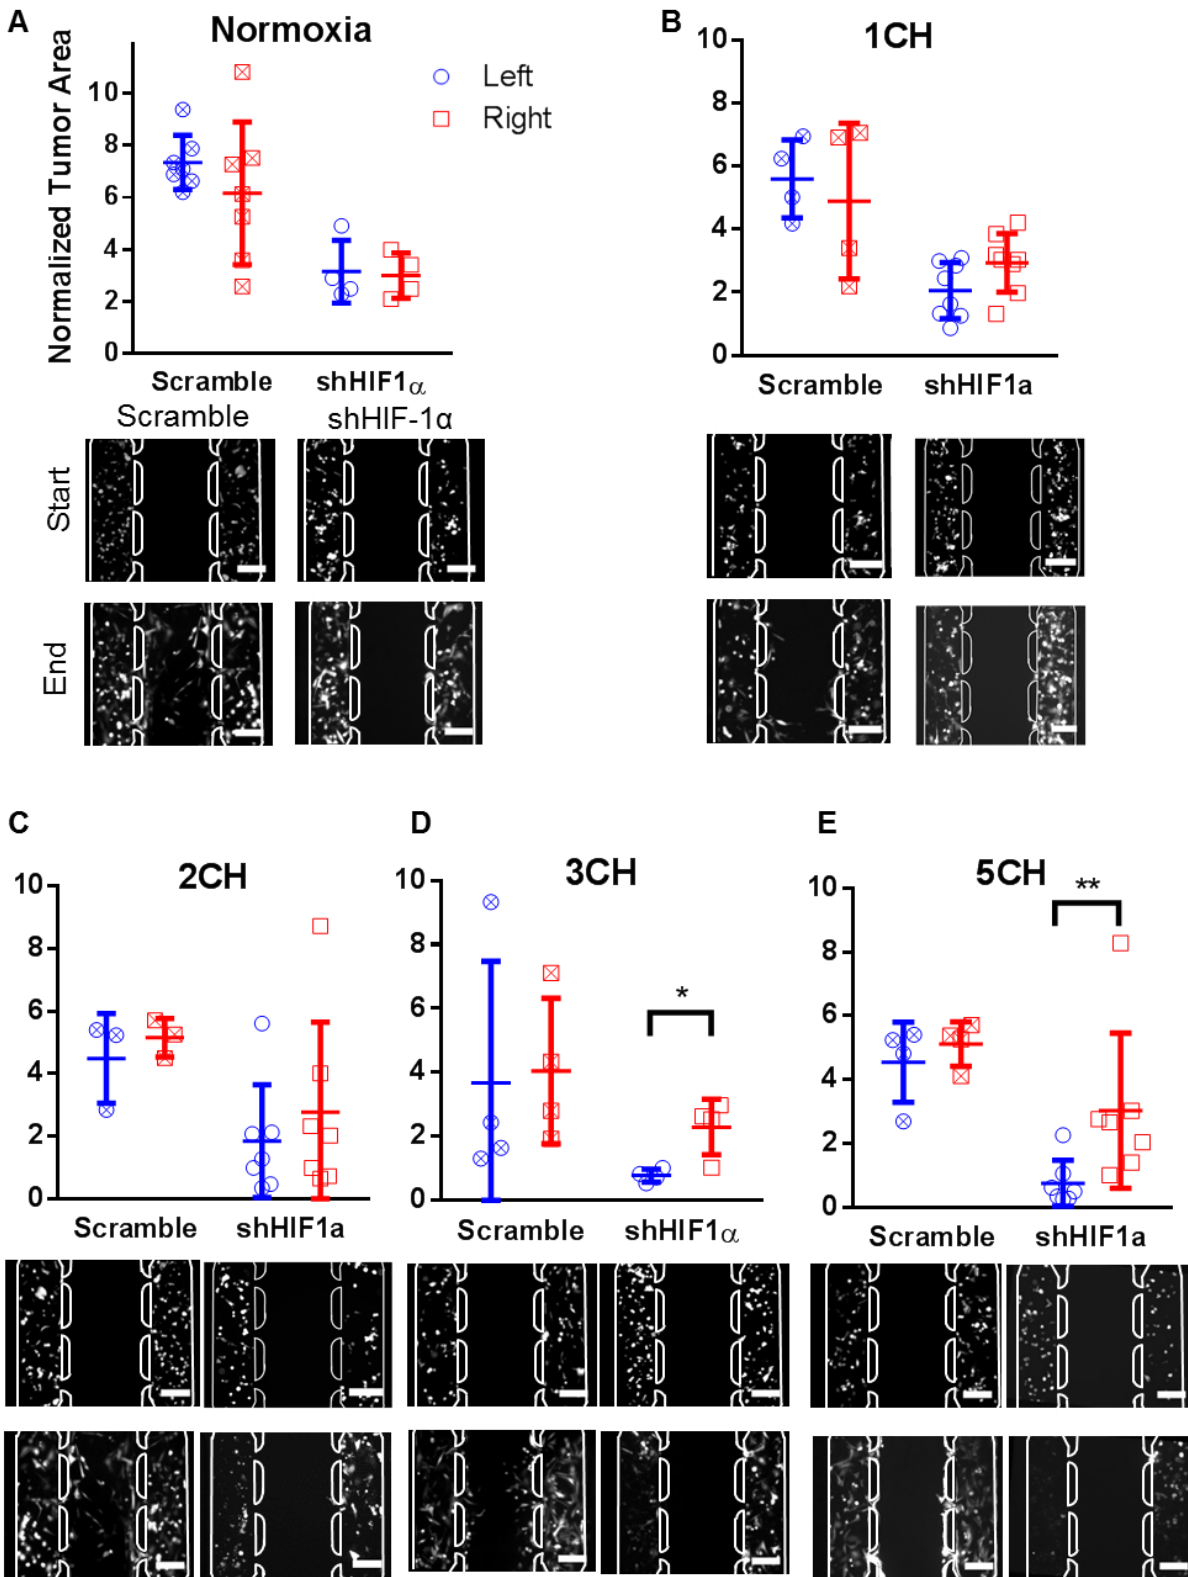 A
Normoxia
Normalized Tumor Area
10
8
6
4
2
0
Left
Right
Scramble
shHIF1α
Scramble
shHIF-1α
Start
End
B
1CH
10
8
6
4
2
0
Scramble
shHIF1a
C
2CH
10
8
6
4
2
0
Scramble
shHIF1a
D
3CH
10
8
6
4
2
0
*
Scramble
shHIF1α
E
5CH
10
8
6
4
2
0
**
Scramble
shHIF1a